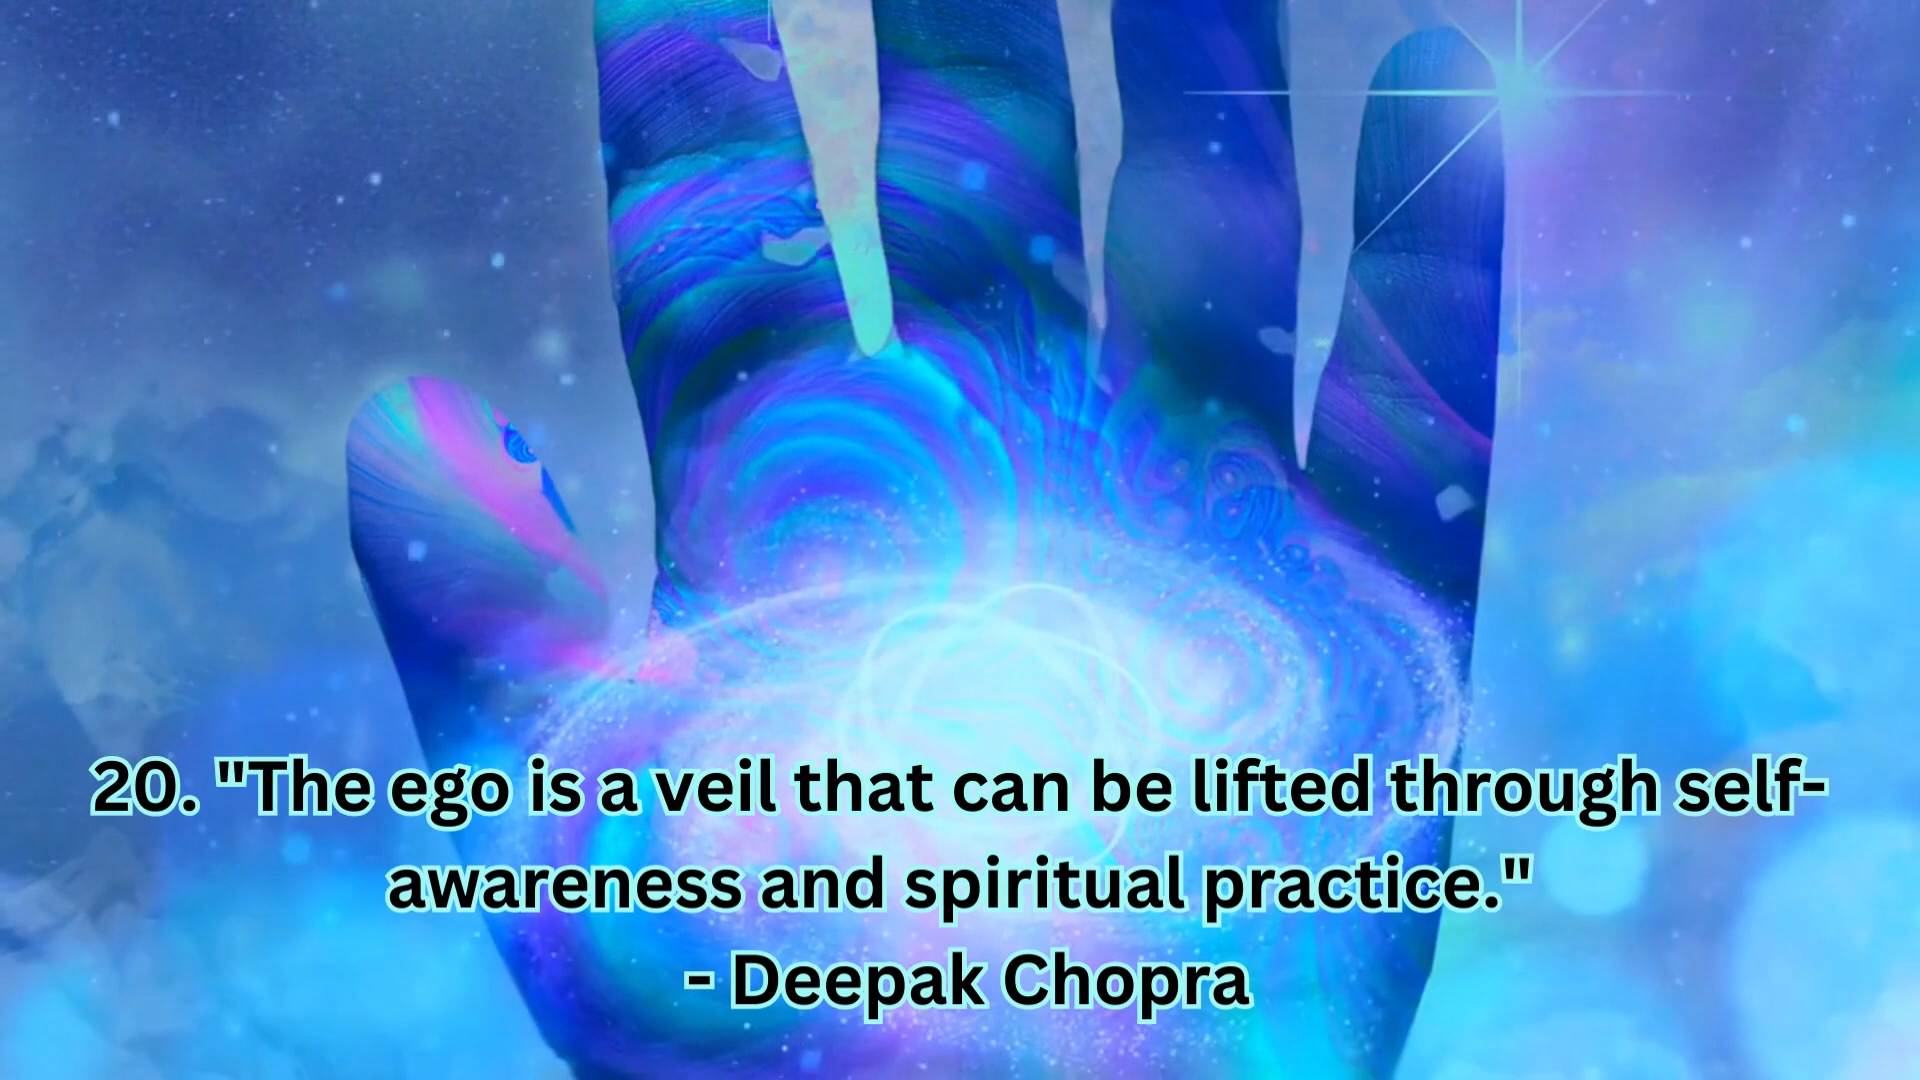 20. "The ego is a veil that can be lifted through self-
awareness and spiritual practice."
- Deepak Chopra